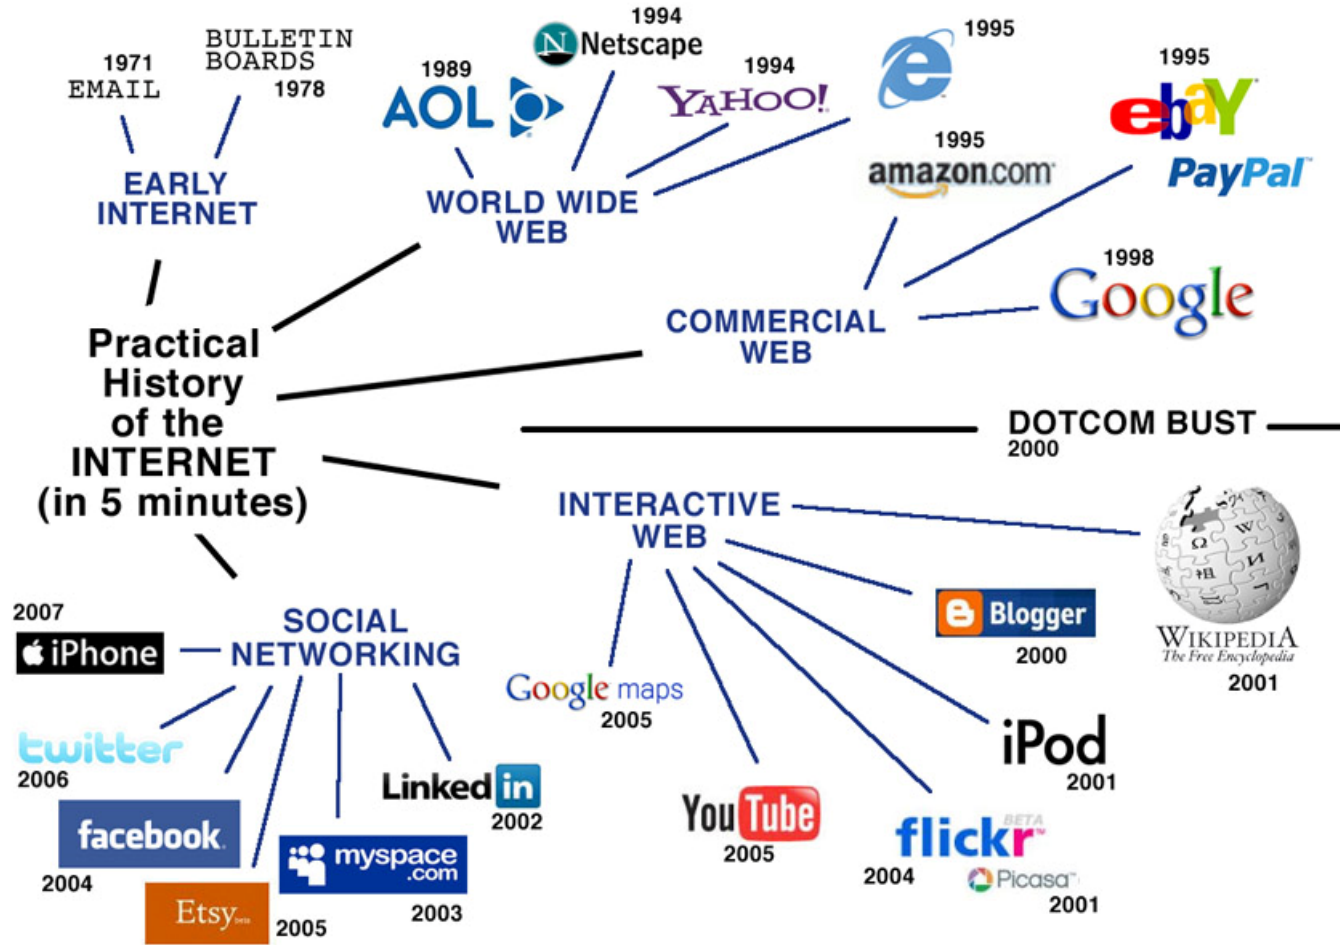 1971
EMAIL
BULLETIN
BOARDS
1978
EARLY
INTERNET
1989
AOL
1994
Netscape
1994
YAHOO!
1995
e
WORLD WIDE
WEB
1995
amazon.com
1995
ebaY
PayPal
1998
Google
COMMERCIAL
WEB
Practical
History
of the
INTERNET
(in 5 minutes)
DOTCOM BUST
2000
INTERACTIVE
WEB
WIKIPEDIA
The Free Encyclopedia
2001
B Blogger
2000
iPod
2001
flickr BETA
2004
Picasa
2001
YouTube
2005
Google maps
2005
SOCIAL
NETWORKING
2007
iPhone
twitter
2006
facebook.
2004
Etsy beta
2005
myspace
.com
2003
Linked in
2002